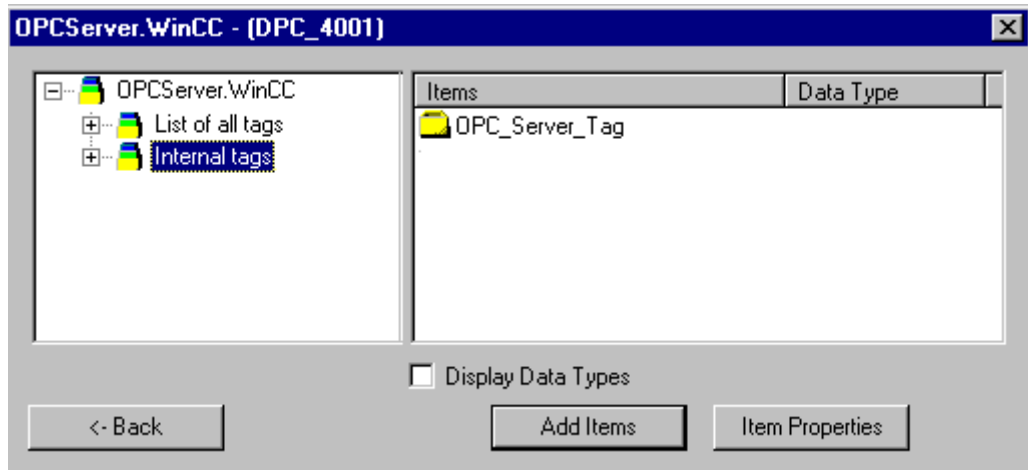 OPCServer.WinCC - (DPC_4001)
OPCServer.WinCC
List of all tags
Internal tags
Items Data Type
OPC_Server_Tag
Display Data Types
<- Back Add Items Item Properties